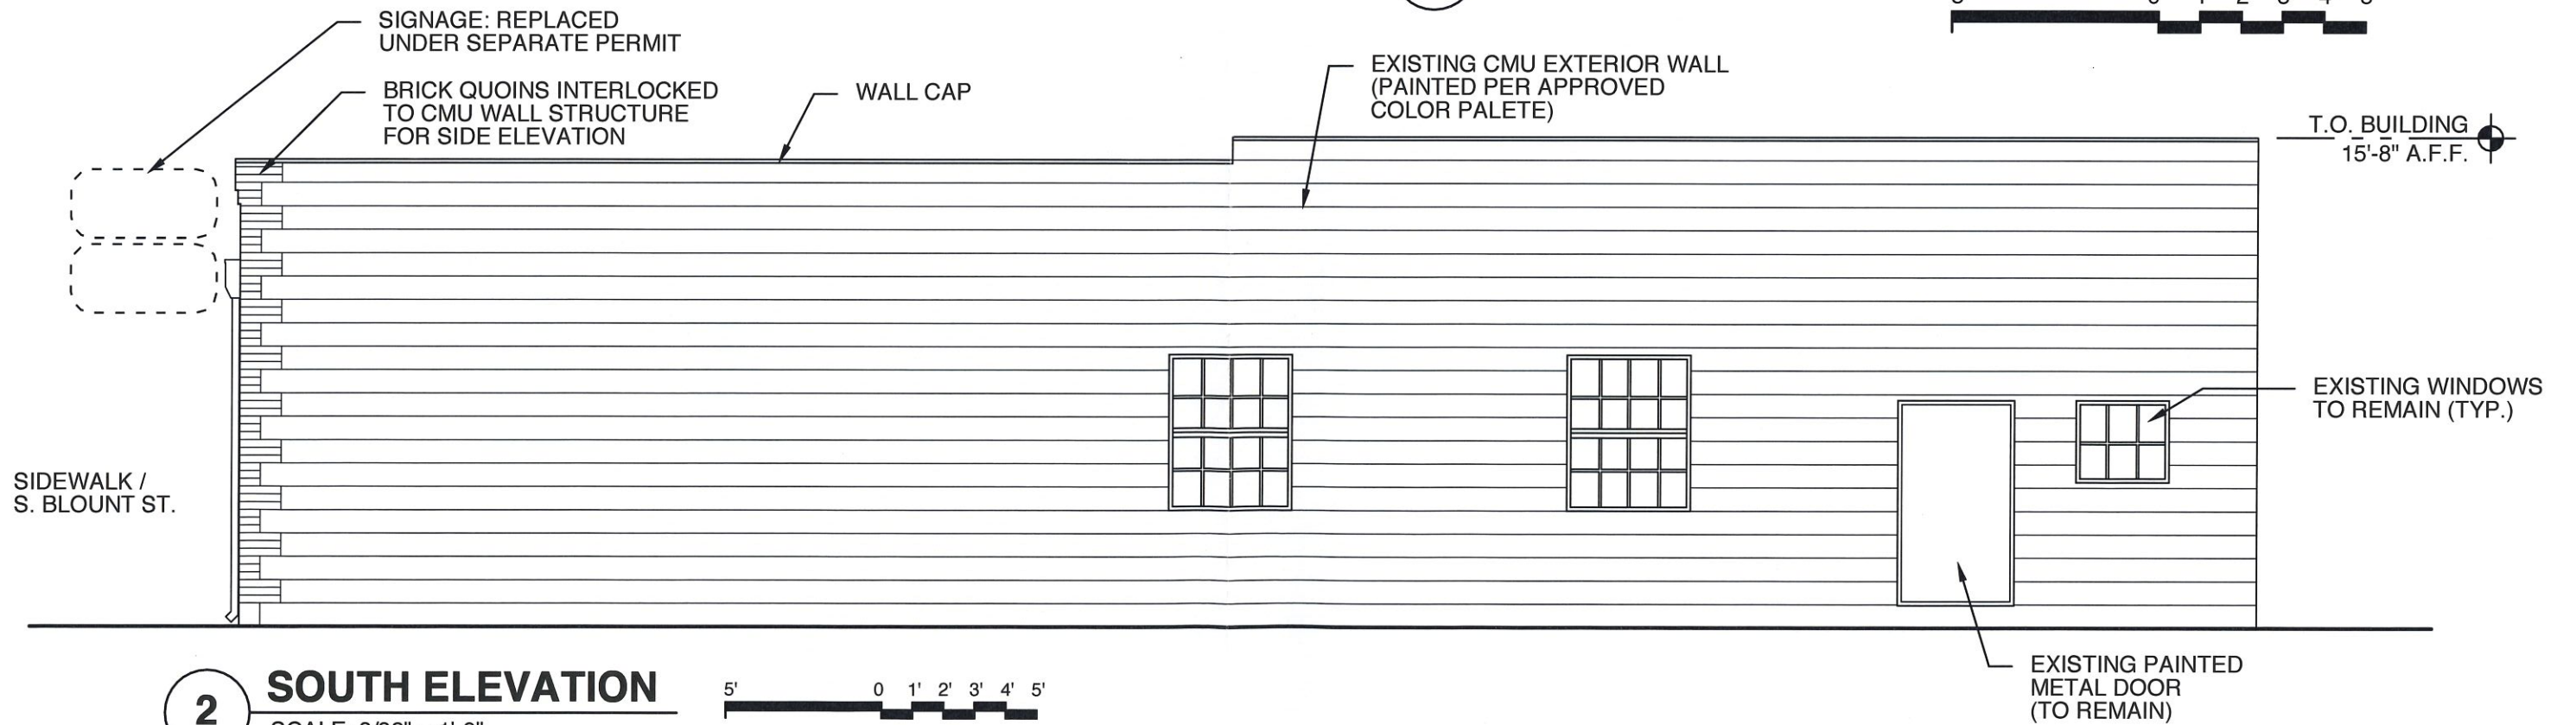 SIGNAGE: REPLACED
UNDER SEPARATE PERMIT
BRICK QUOINS INTERLOCKED
TO CMU WALL STRUCTURE
FOR SIDE ELEVATION
WALL CAP
EXISTING CMU EXTERIOR WALL
(PAINTED PER APPROVED
COLOR PALETE)
T.O. BUILDING
15'-8" A.F.F.
EXISTING WINDOWS
TO REMAIN (TYP.)
SIDEWALK /
S. BLOUNT ST.
EXISTING PAINTED
METAL DOOR
(TO REMAIN)
2
SOUTH ELEVATION
5' 0 1' 2' 3' 4' 5'